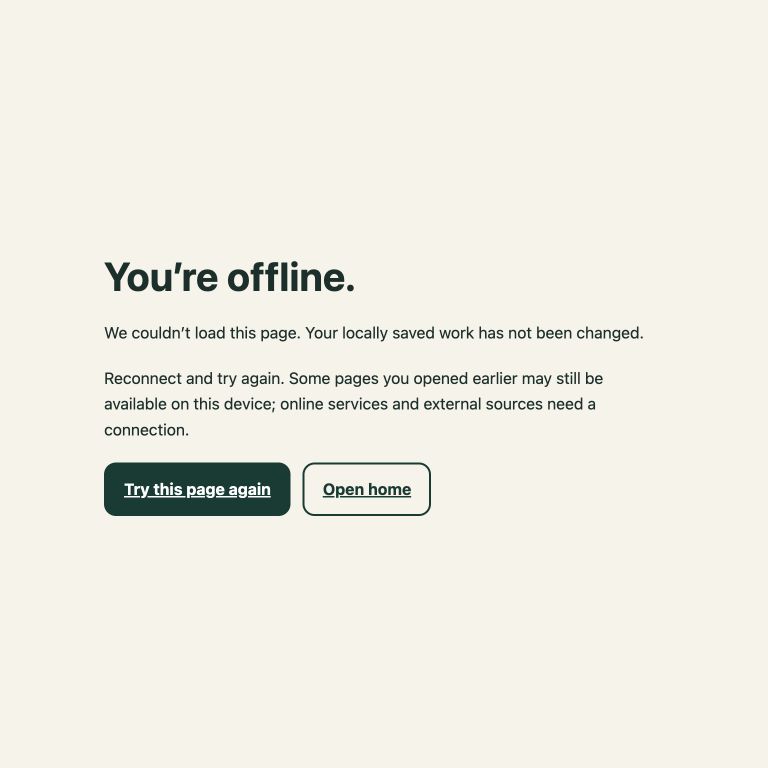 You’re offline.
We couldn’t load this page. Your locally saved work has not been changed.
Reconnect and try again. Some pages you opened earlier may still be
available on this device; online services and external sources need a
connection.
Try this page again
Open home